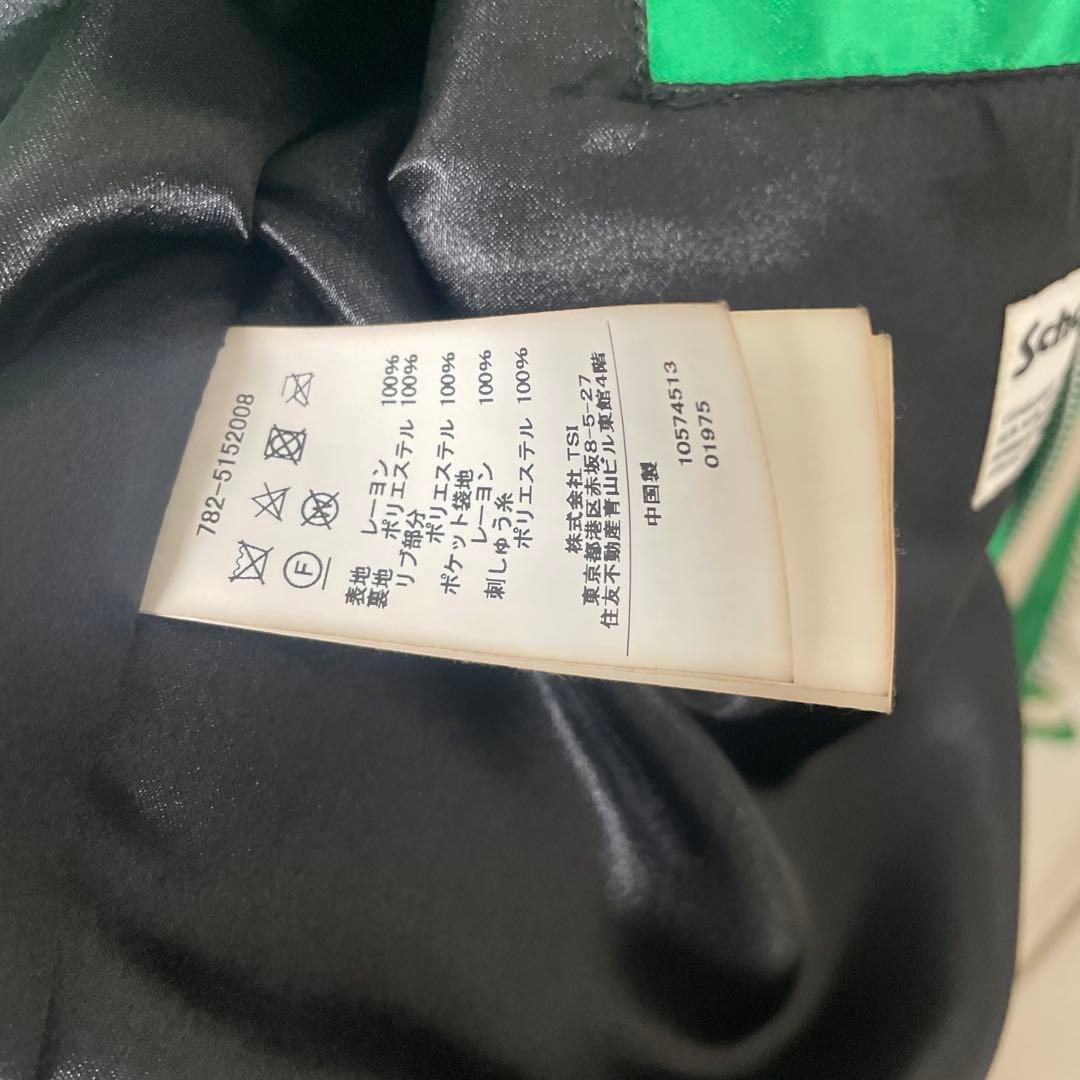 782-5152008
F
表地 レーヨン 100%
裏地 ポリエステル 100%
リブ部分
ポリエステル 100%
ポケット袋地
レーヨン 100%
刺しゅう糸
ポリエステル 100%
株式会社 TSI
東京都港区赤坂8-5-27
住友不動産青山ビル東館4階
中国製
10574513
01975